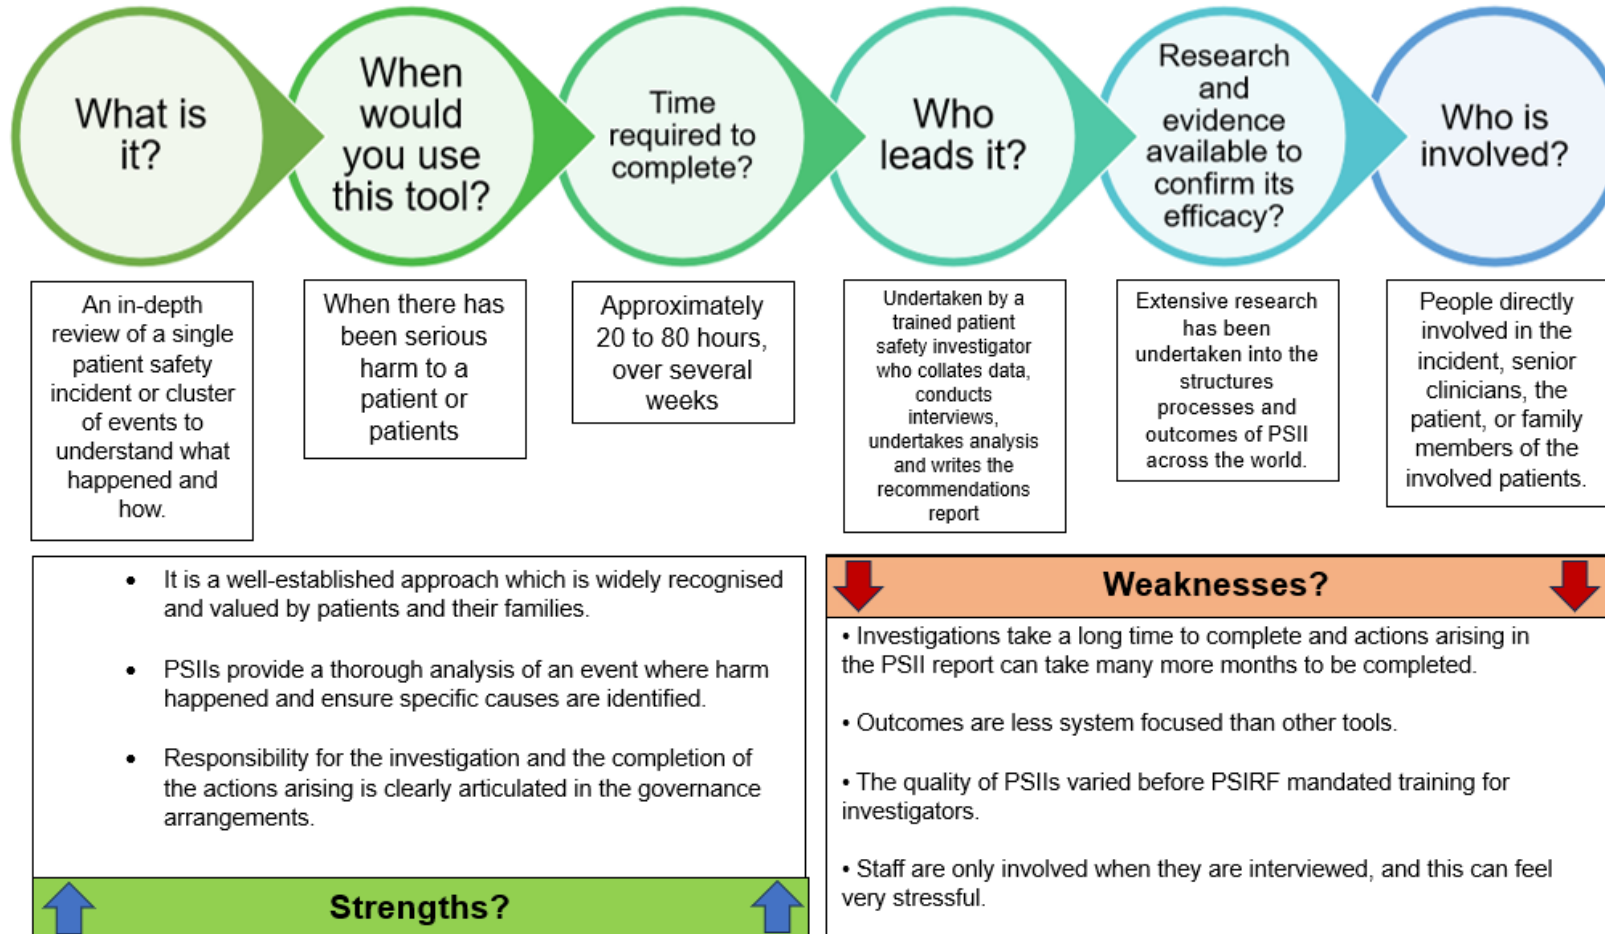 What is
it?
When
would
you use
this tool?
Time
required to
complete?
Who
leads it?
Research
and
evidence
available to
confirm its
efficacy?
Who is
involved?
An in-depth
review of a single
patient safety
incident or cluster
of events to
understand what
happened and
how.
When there has
been serious
harm to a
patient or
patients
Approximately
20 to 80 hours,
over several
weeks
Undertaken by a
trained patient
safety investigator
who collates data,
conducts
interviews,
undertakes analysis
and writes the
recommendations
report
Extensive research
has been
undertaken into the
structures
processes and
outcomes of PSII
across the world.
People directly
involved in the
incident, senior
clinicians, the
patient, or family
members of the
involved patients.
• It is a well-established approach which is widely recognised
and valued by patients and their families.
• PSIIs provide a thorough analysis of an event where harm
happened and ensure specific causes are identified.
• Responsibility for the investigation and the completion of
the actions arising is clearly articulated in the governance
arrangements.
Strengths?
Weaknesses?
• Investigations take a long time to complete and actions arising in
the PSII report can take many more months to be completed.
• Outcomes are less system focused than other tools.
• The quality of PSIIs varied before PSIRF mandated training for
investigators.
• Staff are only involved when they are interviewed, and this can feel
very stressful.